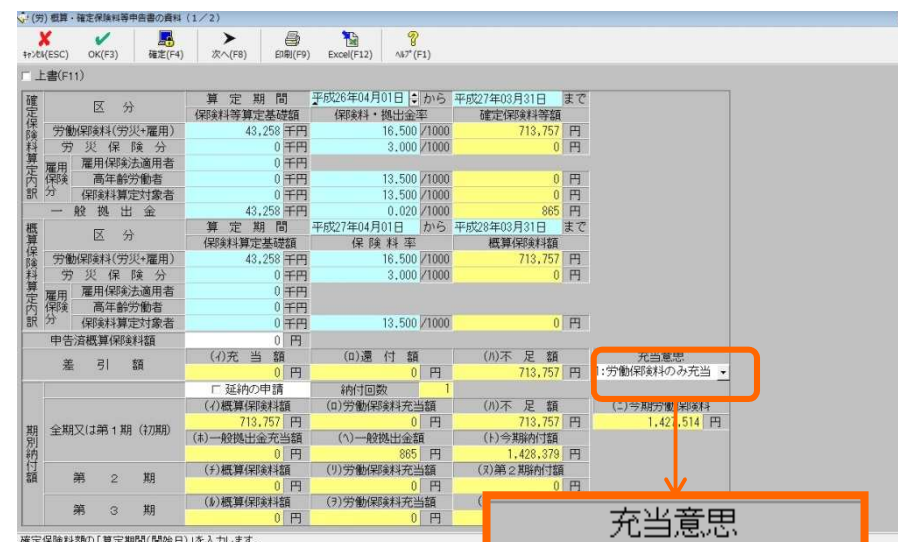 (労) 概算・確定保険料等申告書の資料 (1/2)
ｷｬﾝｾﾙ(ESC) OK(F3) 確定(F4) 次へ(F8) 印刷(F9) Excel(F12) ﾍﾙﾌﾟ(F1)
上書(F11)
確定保険料算定内訳
区 分 算 定 期 間 平成26年04月01日 から 平成27年03月31日 まで
保険料等算定基礎額 保険料・拠出金率 確定保険料等額
労働保険料(労災+雇用) 43,258 千円 16.500 /1000 713,757 円
労 災 保 険 分 0 千円 3.000 /1000 0 円
雇用保険分
雇用保険法適用者 0 千円
高年齢労働者 0 千円 13.500 /1000 0 円
保険料算定対象者 0 千円 13.500 /1000 0 円
一 般 拠 出 金 43,258 千円 0.020 /1000 865 円
概算保険料算定内訳
区 分 算 定 期 間 平成27年04月01日 から 平成28年03月31日 まで
保険料算定基礎額 保 険 料 率 概算保険料額
労働保険料(労災+雇用) 43,258 千円 16.500 /1000 713,757 円
労 災 保 険 分 0 千円 3.000 /1000 0 円
雇用保険分
雇用保険法適用者 0 千円
高年齢労働者 0 千円
保険料算定対象者 0 千円 13.500 /1000 0 円
申告済概算保険料額 0 円
差 引 額 (ｲ)充 当 額 (ﾛ)還 付 額 (ﾊ)不 足 額 充当意思
0 円 0 円 713,757 円 1:労働保険料のみ充当
期別納付額
延納の申請 納付回数 1
全期又は第1期 (初期) (ｲ)概算保険料額 (ﾛ)労働保険料充当額 (ﾊ)不 足 額 (ﾆ)今期労働保険料
713,757 円 0 円 713,757 円 1,427,514 円
(ﾎ)一般拠出金充当額 (ﾍ)一般拠出金額 (ﾄ)今期納付額
0 円 865 円 1,428,379 円
第 2 期 (ﾁ)概算保険料額 (ﾘ)労働保険料充当額 (ﾇ)第2期納付額
0 円 0 円 0 円
第 3 期 (ﾙ)概算保険料額 (ｦ)労働保険料充当額
0 円 0 円
充当意思
確定保険料額の「算定期間(開始日)」を入力します